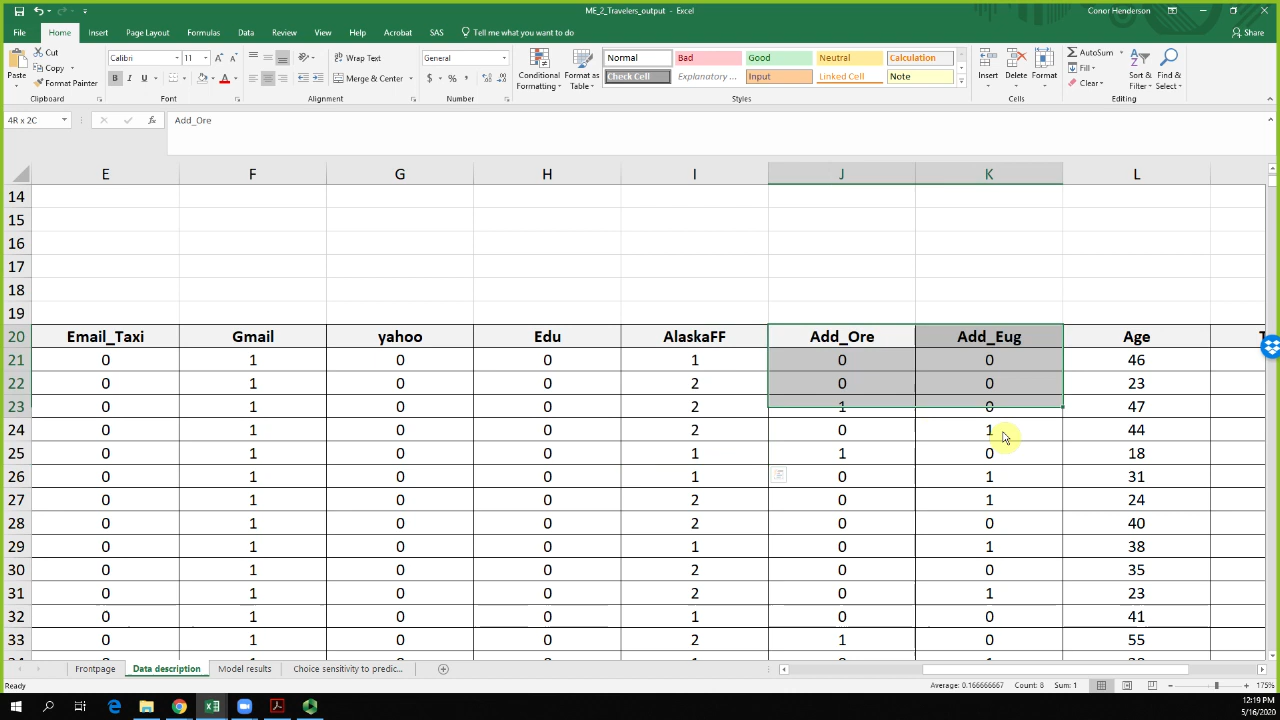 ME_2_Travelers_output - Excel
Conor Henderson
File Home Insert Page Layout Formulas Data Review View Help Acrobat SAS Tell me what you want to do Share
Paste Cut Copy Format Painter
Calibri 11 A A B I U A
Wrap Text Merge & Center
General $ % ,
Conditional Formatting Format as Table
Normal Bad Good Neutral Calculation
Check Cell Explanatory ... Input Linked Cell Note
Insert Delete Format
AutoSum Fill Clear Sort & Filter Find & Select
Clipboard Font Alignment Number Styles Cells Editing
4R x 2C fx Add_Ore
E F G H I J K L
14
15
16
17
18
19
20 Email_Taxi Gmail yahoo Edu AlaskaFF Add_Ore Add_Eug Age
21 0 1 0 0 1 0 0 46
22 0 1 0 0 2 0 0 23
23 0 1 0 0 2 1 0 47
24 0 1 0 0 2 0 1 44
25 0 1 0 0 1 1 0 18
26 0 1 0 0 1 0 1 31
27 0 1 0 0 2 0 1 24
28 0 1 0 0 2 0 0 40
29 0 1 0 0 1 0 1 38
30 0 1 0 0 2 0 0 35
31 0 1 0 0 2 0 1 23
32 0 1 0 0 1 0 0 41
33 0 1 0 0 2 1 0 55
Frontpage Data description Model results Choice sensitivity to predic...
Ready Average: 0.166666667 Count: 8 Sum: 1 175%
12:19 PM
5/16/2020